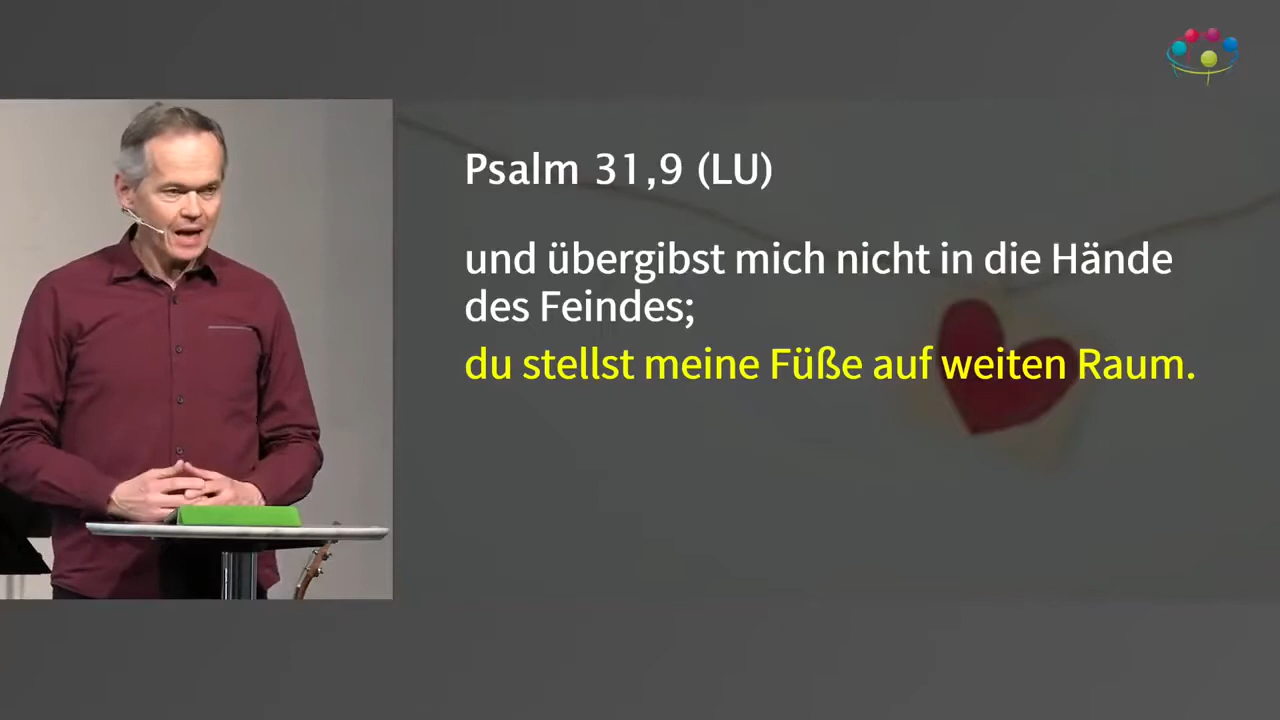 Psalm 31,9 (LU)
und übergibst mich nicht in die Hände
des Feindes;
du stellst meine Füße auf weiten Raum.